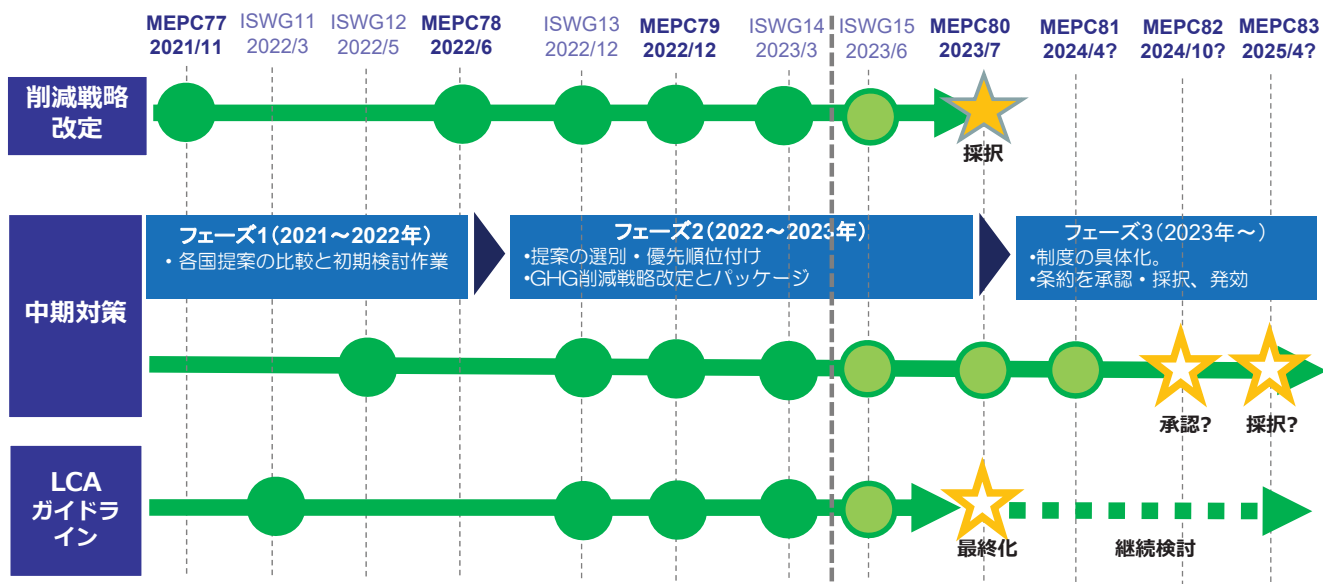 MEPC77
2021/11
ISWG11
2022/3
ISWG12
2022/5
MEPC78
2022/6
ISWG13
2022/12
MEPC79
2022/12
ISWG14
2023/3
ISWG15
2023/6
MEPC80
2023/7
MEPC81
2024/4?
MEPC82
2024/10?
MEPC83
2025/4?
削減戦略
改定
採択
中期対策
フェーズ1(2021～2022年)
・各国提案の比較と初期検討作業
フェーズ2(2022～2023年)
•提案の選別・優先順位付け
•GHG削減戦略改定とパッケージ
フェーズ3(2023年～)
•制度の具体化。
•条約を承認・採択、発効
承認?
採択?
LCA
ガイドラ
イン
最終化
継続検討